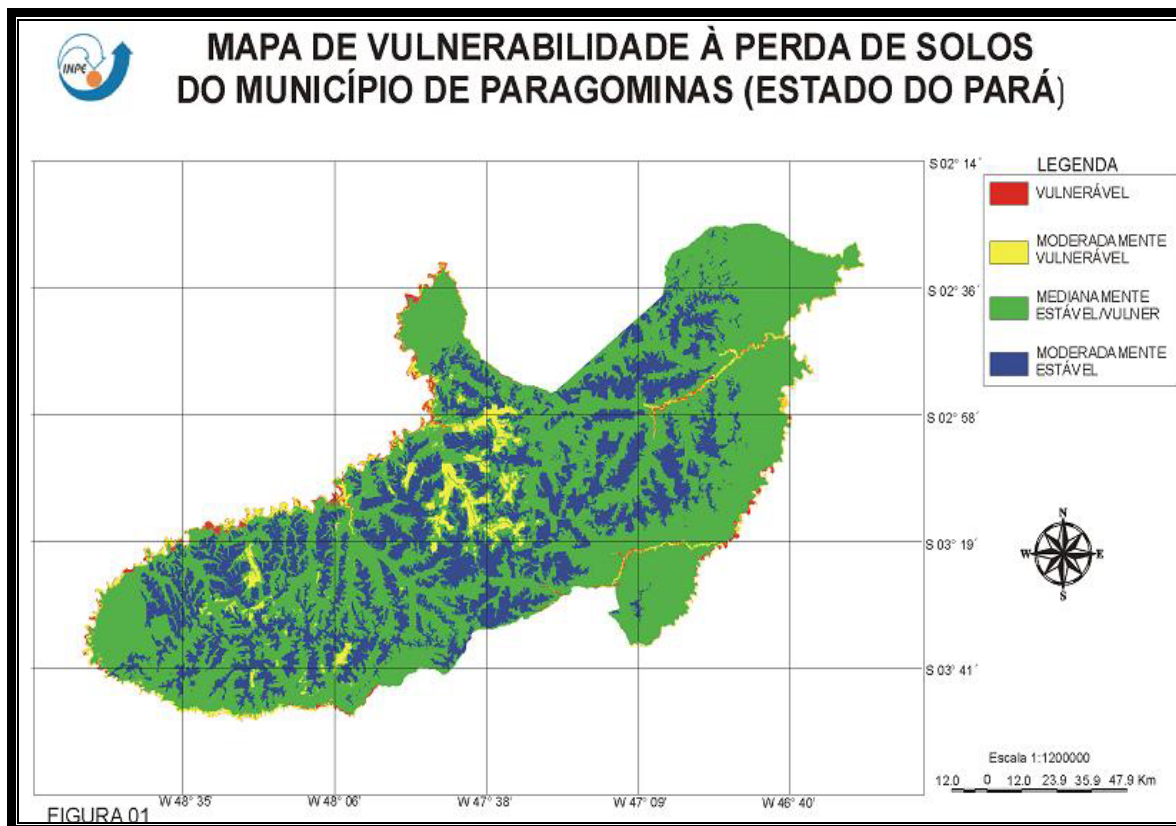 INPE
MAPA DE VULNERABILIDADE À PERDA DE SOLOS
DO MUNICÍPIO DE PARAGOMINAS (ESTADO DO PARÁ)
S 02° 14´
LEGENDA
VULNERÁVEL
MODERADAMENTE
VULNERÁVEL
MEDIANAMENTE
ESTÁVEL/VULNER
MODERADAMENTE
ESTÁVEL
S 02° 36´
S 02° 58´
S 03° 19´
S 03° 41´
N
W
E
S
Escala 1:1200000
12.0 0 12.0 23.9 35.9 47.9 Km
W 48° 35´
W 48° 06´
W 47° 38´
W 47° 09´
W 46° 40´
FIGURA 01